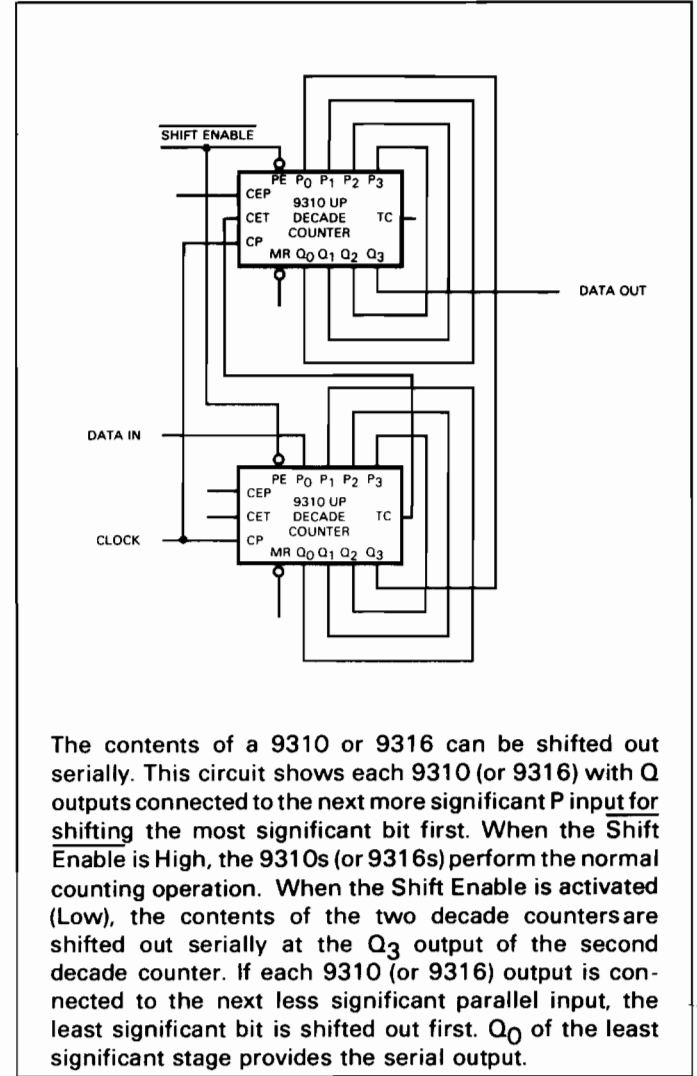 SHIFT ENABLE
PE P0 P1 P2 P3
CEP
9310 UP
CET DECADE TC
COUNTER
CP
MR Q0 Q1 Q2 Q3
DATA OUT
DATA IN
PE P0 P1 P2 P3
CEP
9310 UP
CET DECADE TC
COUNTER
CLOCK CP
MR Q0 Q1 Q2 Q3
The contents of a 9310 or 9316 can be shifted out
serially. This circuit shows each 9310 (or 9316) with Q
outputs connected to the next more significant P input for
shifting the most significant bit first. When the Shift
Enable is High, the 9310s (or 9316s) perform the normal
counting operation. When the Shift Enable is activated
(Low), the contents of the two decade counters are
shifted out serially at the Q3 output of the second
decade counter. If each 9310 (or 9316) output is con-
nected to the next less significant parallel input, the
least significant bit is shifted out first. Q0 of the least
significant stage provides the serial output.